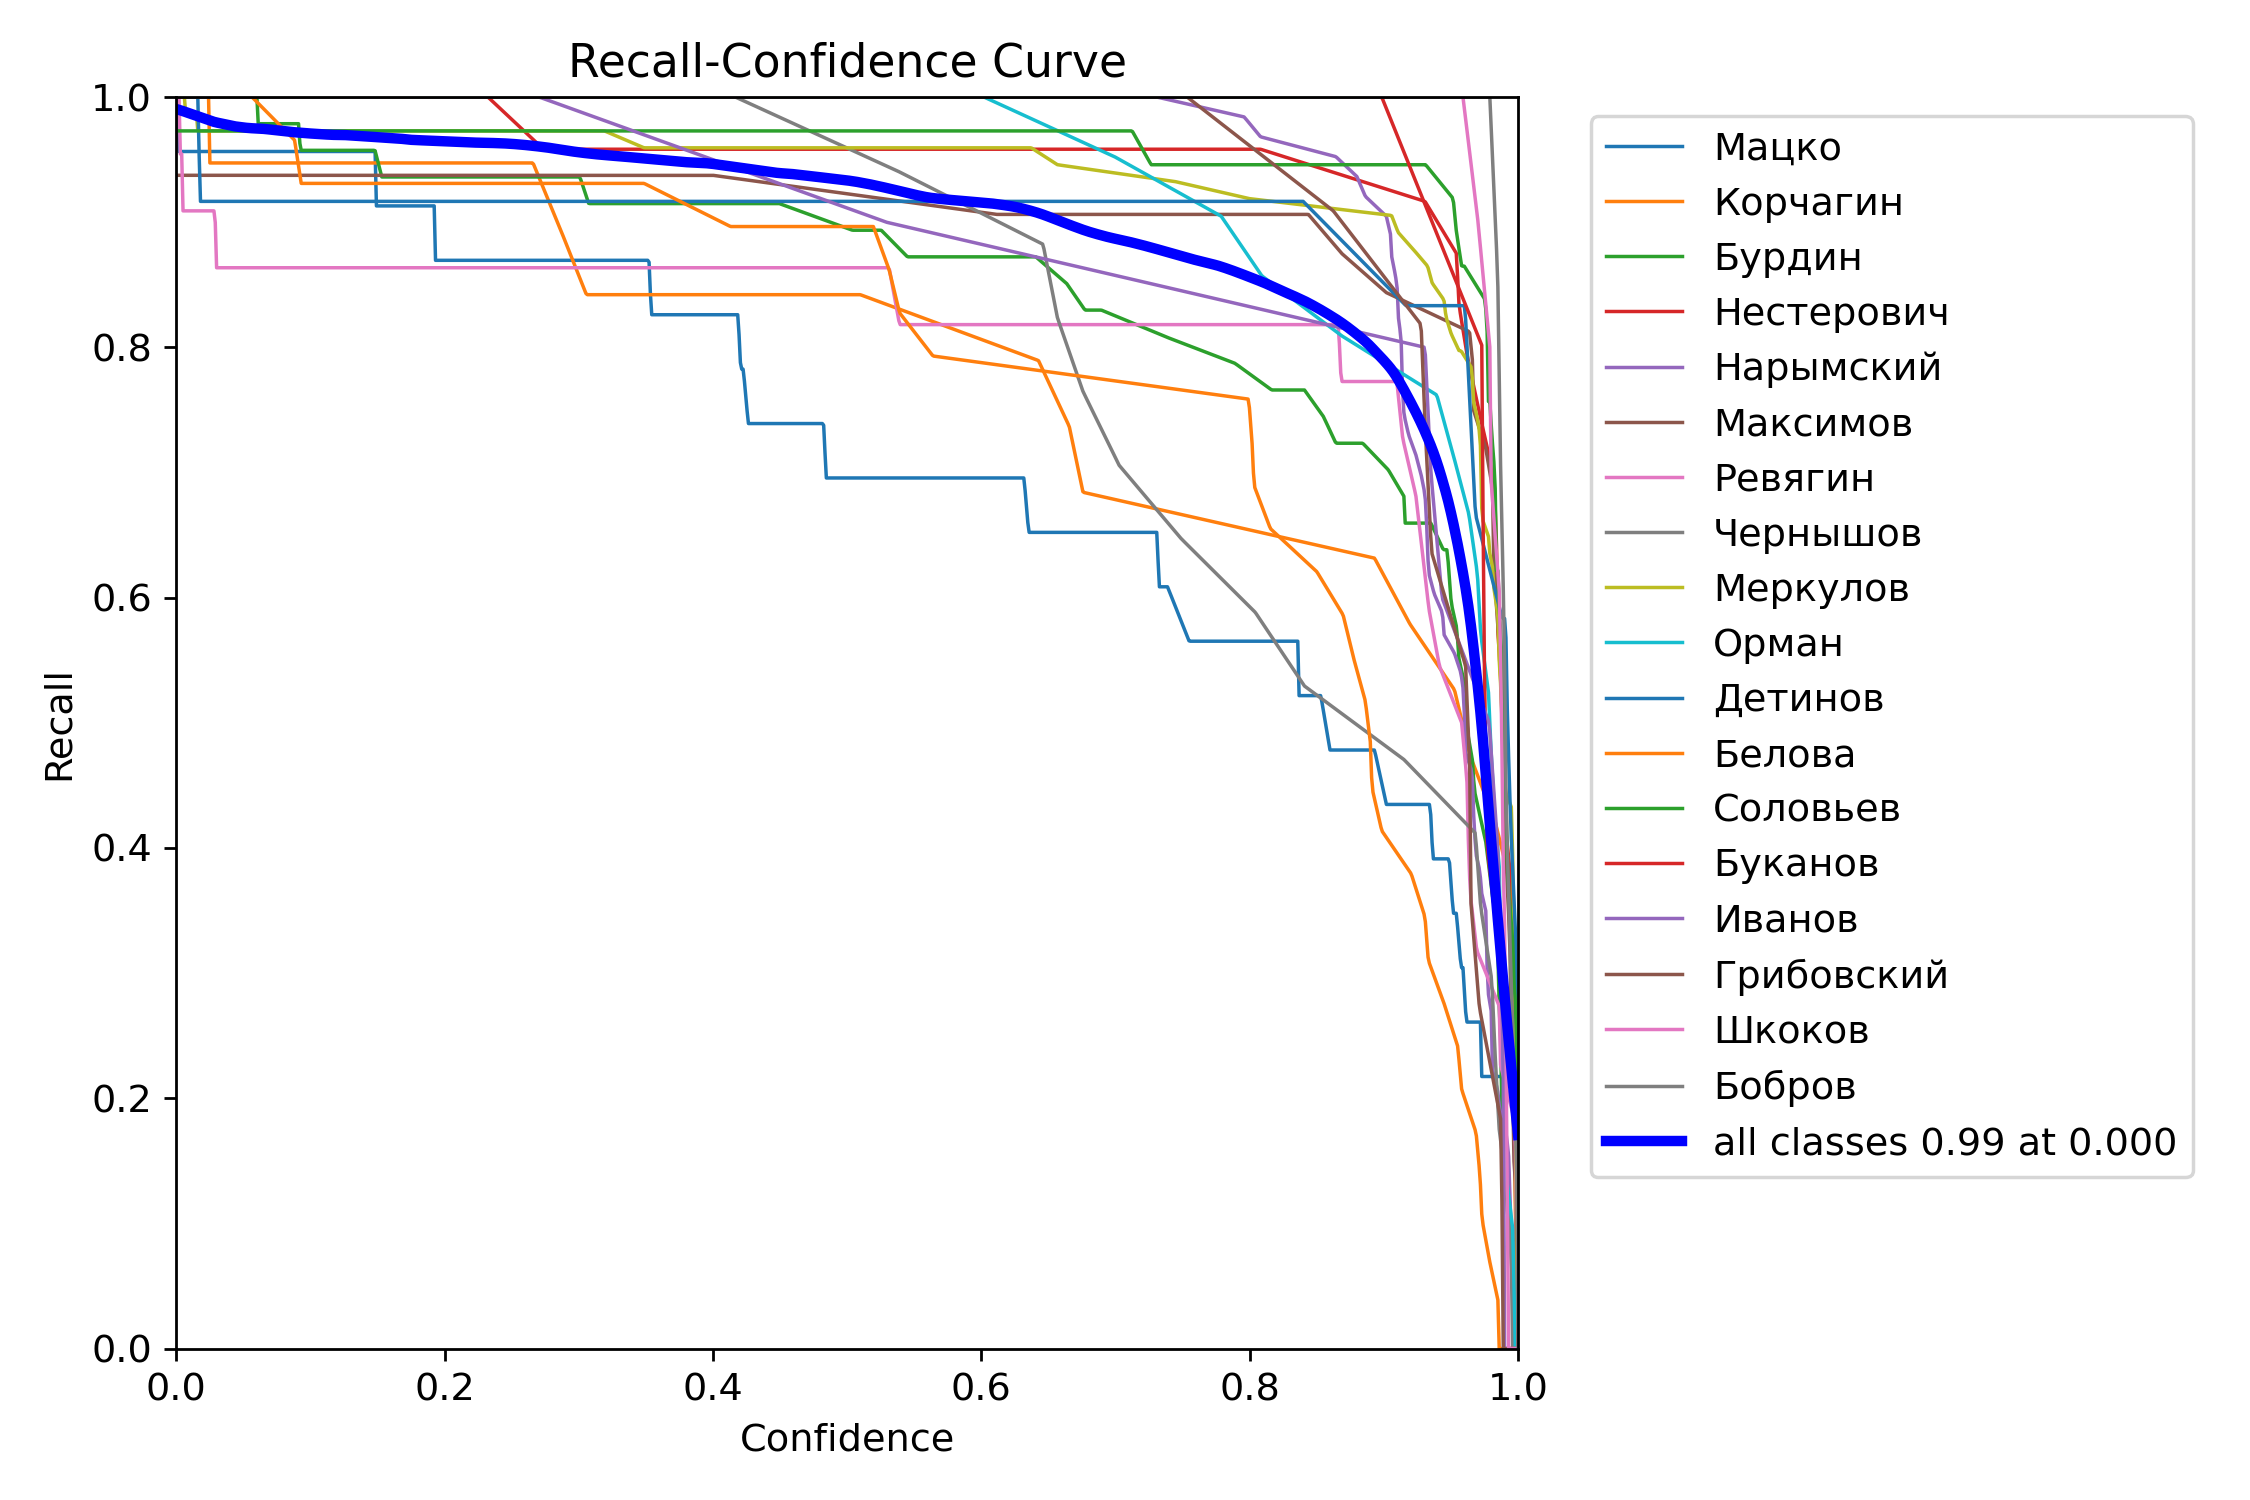 Recall-Confidence Curve
1.0
0.8
0.6
0.4
0.2
0.0
Recall
0.0 0.2 0.4 0.6 0.8 1.0
Confidence
Мацко
Корчагин
Бурдин
Нестерович
Нарымский
Максимов
Ревягин
Чернышов
Меркулов
Орман
Детинов
Белова
Соловьев
Буканов
Иванов
Грибовский
Шкоков
Бобров
all classes 0.99 at 0.000